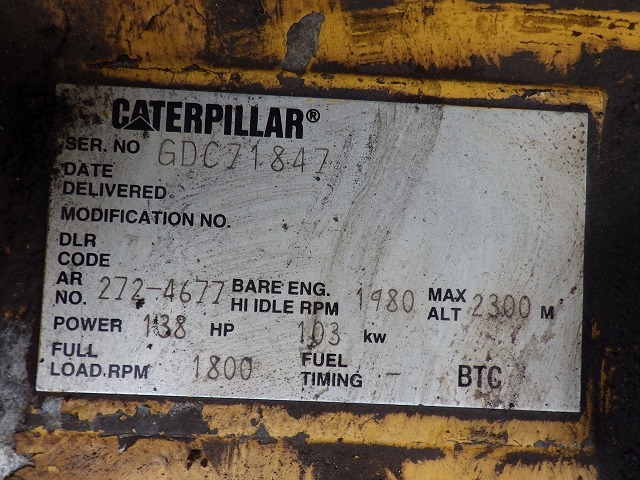 CATERPILLAR®
SER. NO GDC71847
DATE
DELIVERED
MODIFICATION NO.
DLR
CODE
AR
NO. 272-4677 BARE ENG.
HI IDLE RPM 1980 MAX
ALT 2300 M
POWER 138 HP 103 kw
FULL
LOAD.RPM 1800 FUEL
TIMING - BTC